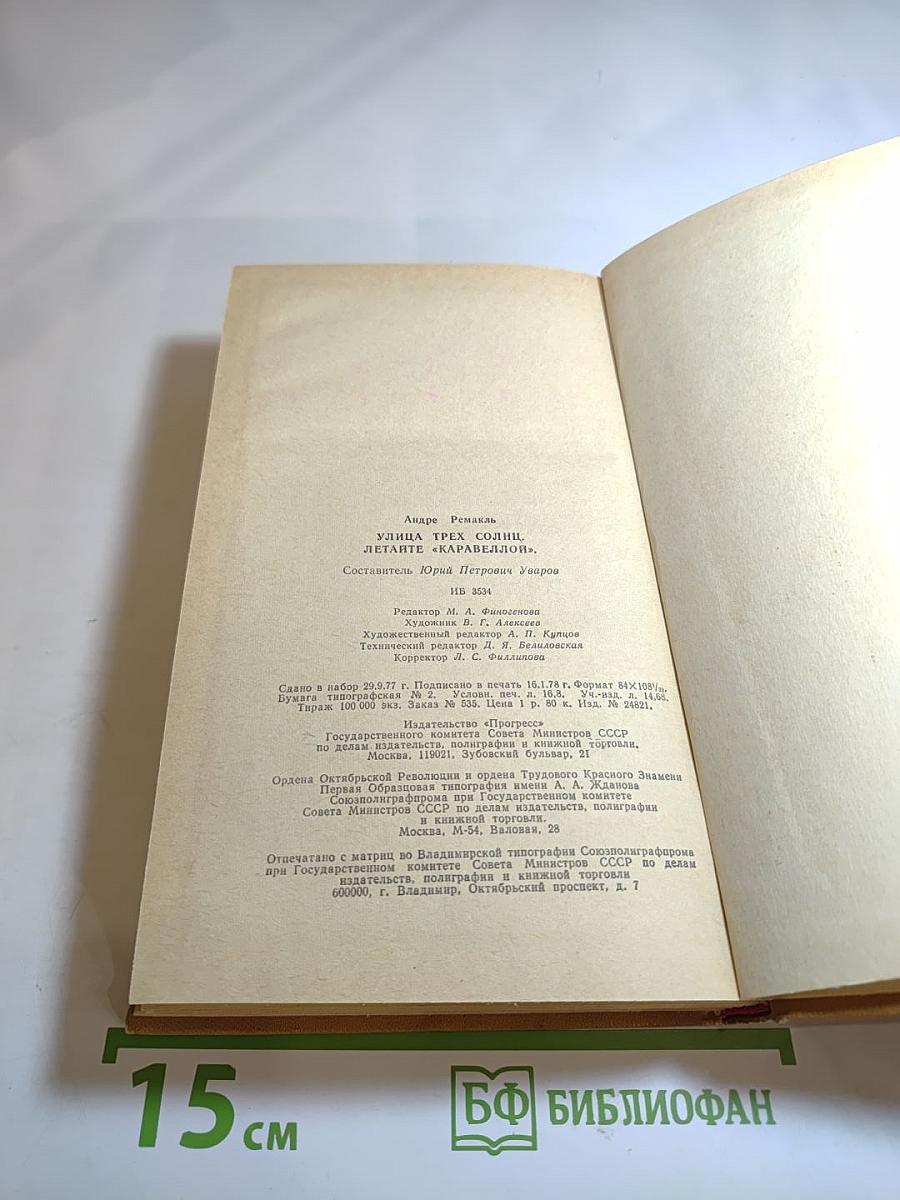 Андре Ремакль
УЛИЦА ТРЕХ СОЛНЦ.
ЛЕТАЙТЕ «КАРАВЕЛЛОЙ».
Составитель Юрий Петрович Уваров
ИБ 3534
Редактор М. А. Финогенова
Художник В. Г. Алексеев
Художественный редактор А. П. Купцов
Технический редактор Д. Я. Белиловская
Корректор Л. С. Филлипова
Сдано в набор 29.9.77 г. Подписано в печать 16.1.78 г. Формат 84×108¹/₃₂.
Бумага типографская № 2. Условн. печ. л. 16,8. Уч.-изд. л. 14,68.
Тираж 100 000 экз. Заказ № 535. Цена 1 р. 80 к. Изд. № 24821.
Издательство «Прогресс»
Государственного комитета Совета Министров СССР
по делам издательств, полиграфии и книжной торговли.
Москва, 119021, Зубовский бульвар, 21
Ордена Октябрьской Революции и ордена Трудового Красного Знамени
Первая Образцовая типография имени А. А. Жданова
Союзполиграфпрома при Государственном комитете
Совета Министров СССР по делам издательств, полиграфии
и книжной торговли.
Москва, М-54, Валовая, 28
Отпечатано с матриц во Владимирской типографии Союзполиграфпрома
при Государственном комитете Совета Министров СССР по делам
издательств, полиграфии и книжной торговли
600000, г. Владимир, Октябрьский проспект, д. 7
15 см
БФ БИБЛИОФАН